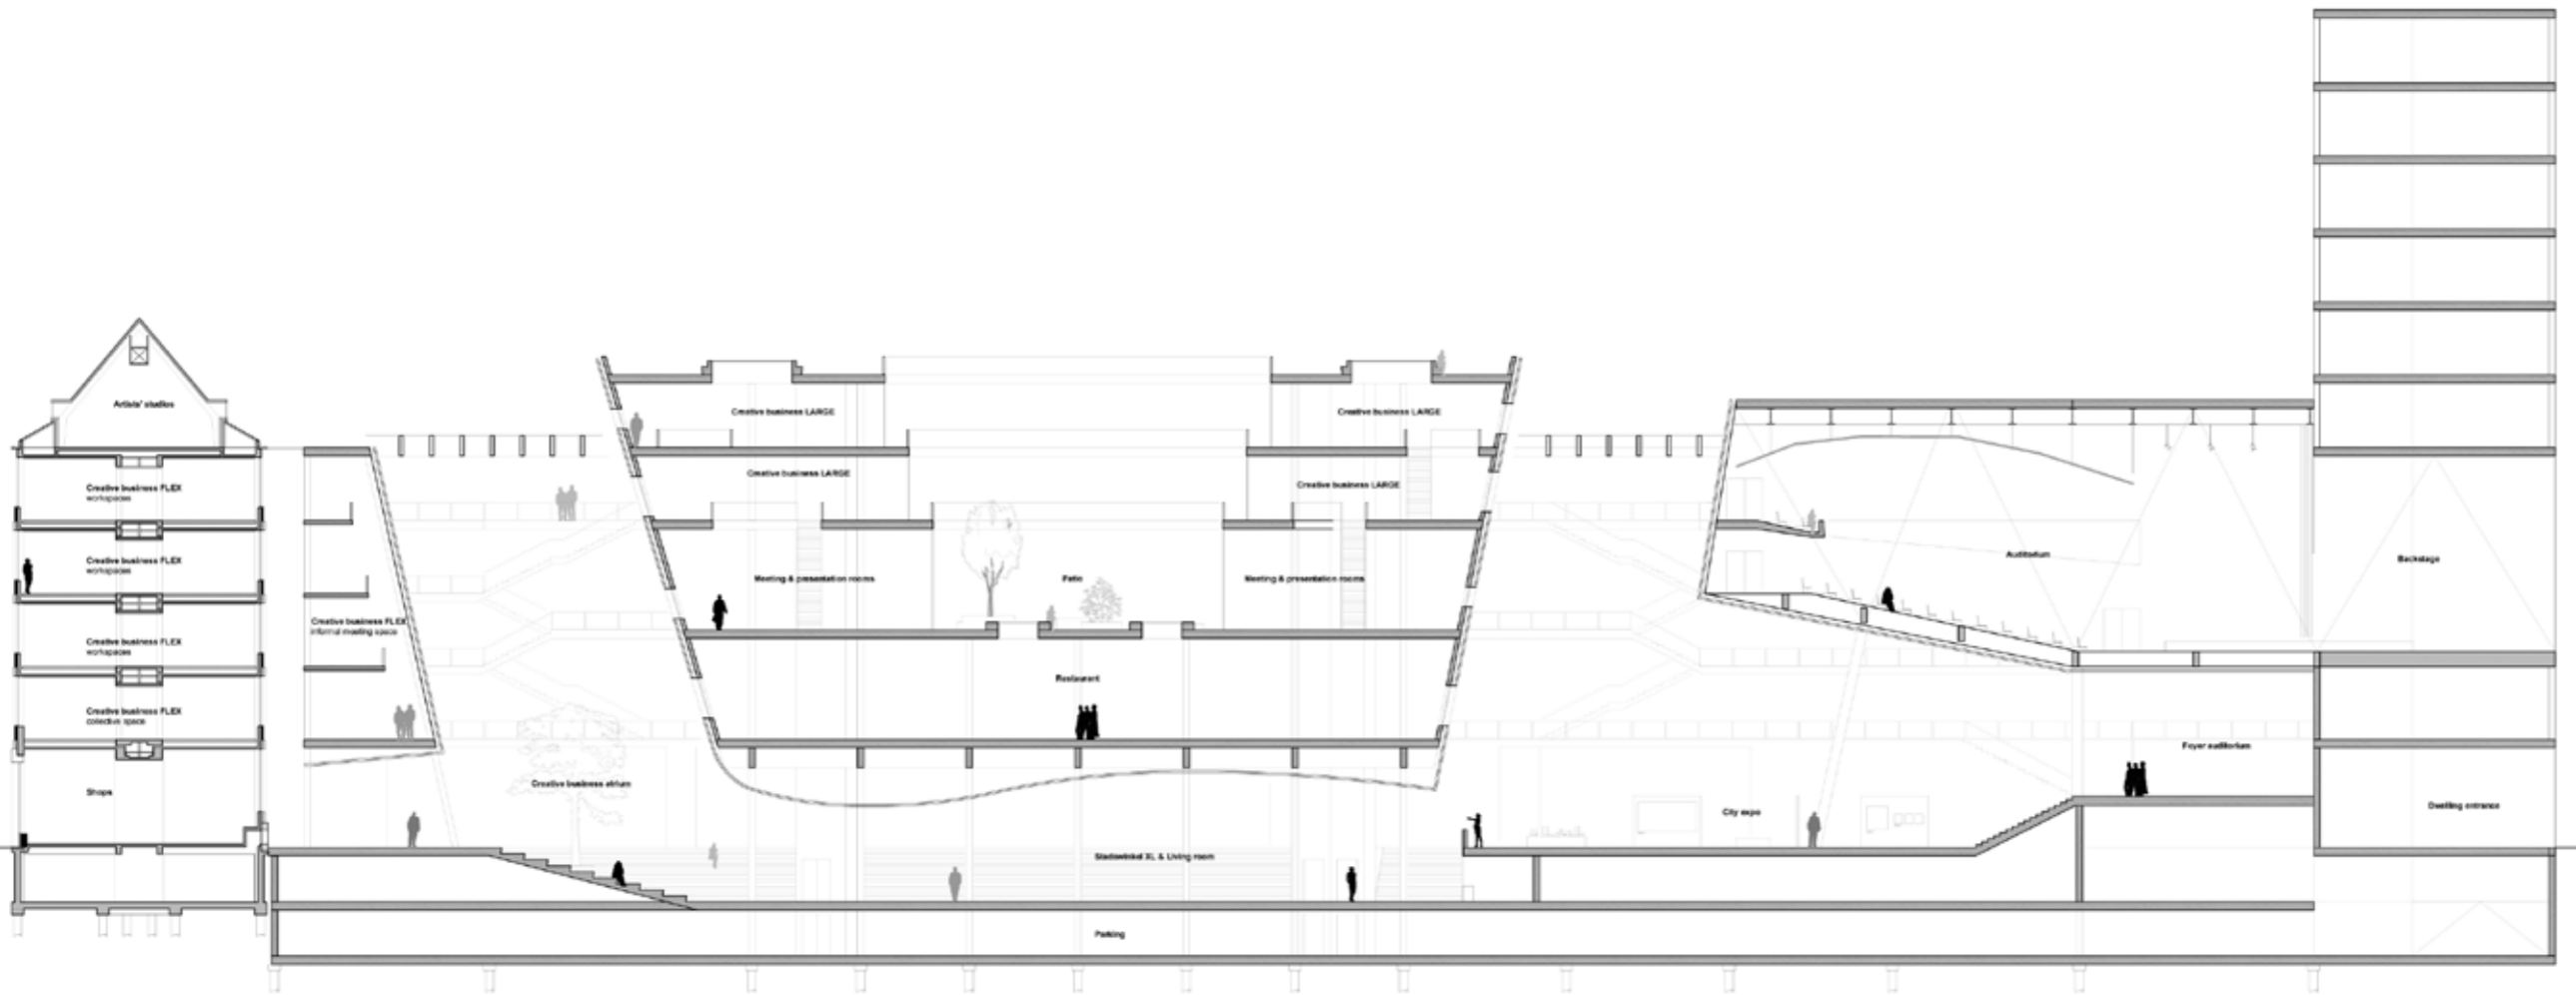 Artists' studios
Creative business FLEX
workspaces
Creative business FLEX
workspaces
Creative business FLEX
workspaces
Creative business FLEX
colective space
Shops
Creative business FLEX
informal meeting space
Creative business atrium
Creative business LARGE
Creative business LARGE
Creative business LARGE
Creative business LARGE
Meeting & presentation rooms
Patio
Meeting & presentation rooms
Restaurant
Stadswinkel XL & Living room
Parking
City expo
Auditorium
Foyer auditorium
Backstage
Dwelling entrance